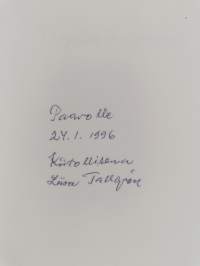 Paavolle
24.1.1996
Kiitollisena
Liisa Tallgren